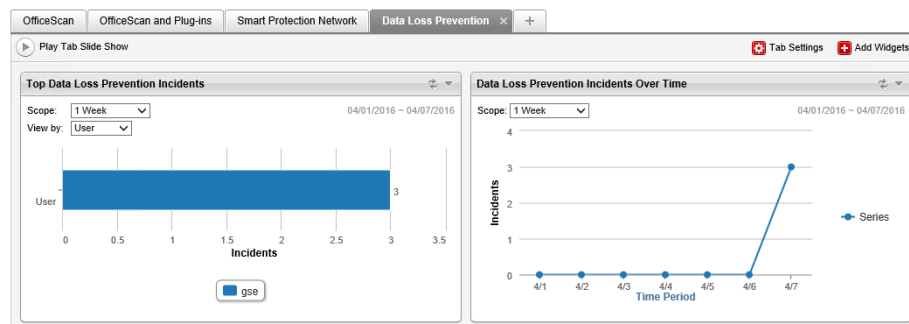 OfficeScan OfficeScan and Plug-ins Smart Protection Network Data Loss Prevention × +
Play Tab Slide Show Tab Settings Add Widgets
Top Data Loss Prevention Incidents
Scope: 1 Week 04/01/2016 ~ 04/07/2016
View by: User
User
3
0 0.5 1 1.5 2 2.5 3 3.5
Incidents
gse
Data Loss Prevention Incidents Over Time
Scope: 1 Week 04/01/2016 ~ 04/07/2016
4
3
2
1
0
Incidents
Series
4/1 4/2 4/3 4/4 4/5 4/6 4/7
Time Period